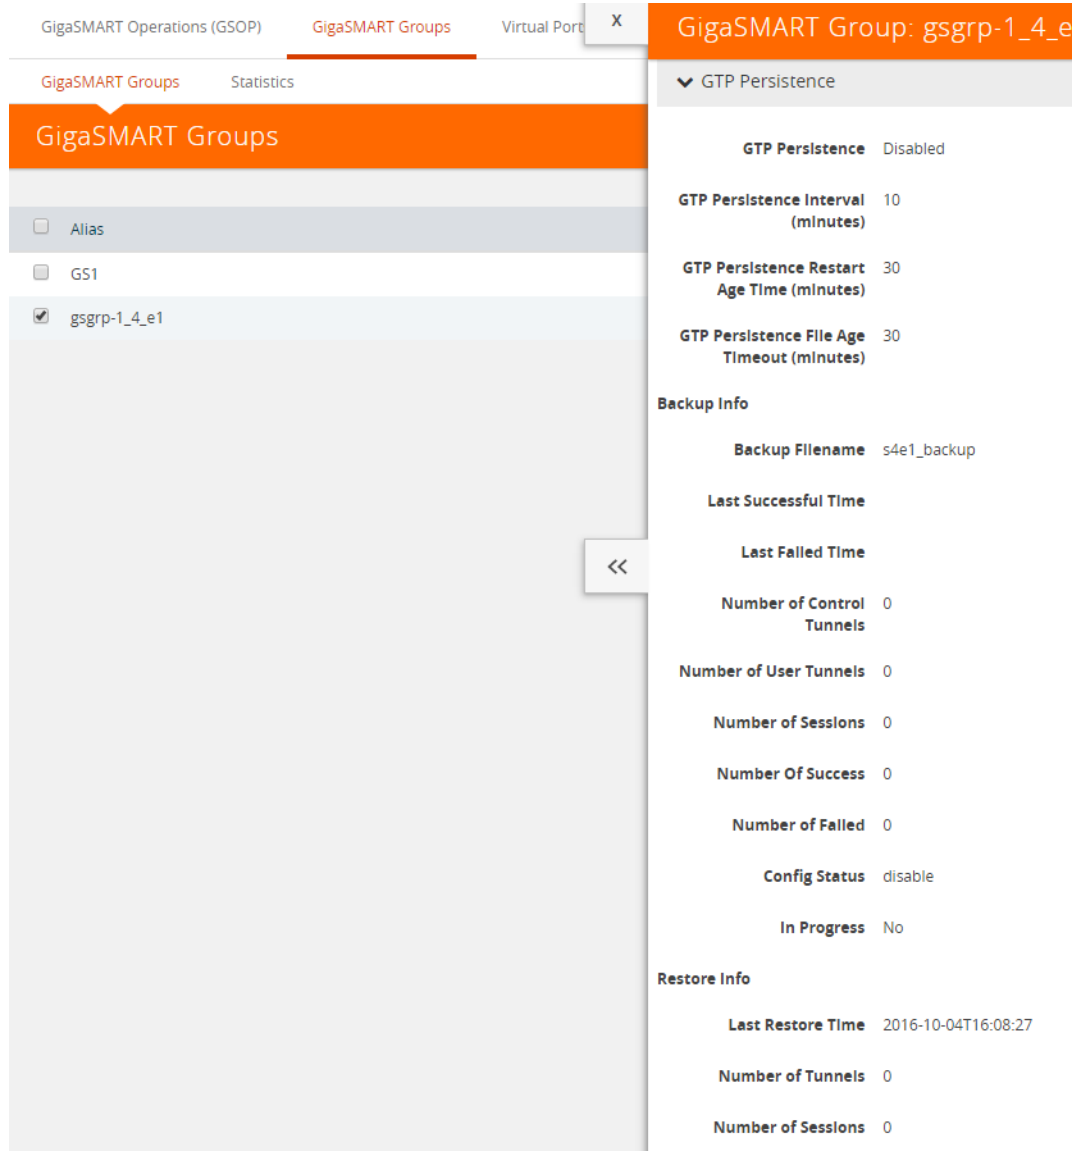 GigaSMART Operations (GSOP)
GigaSMART Groups
Virtual Port
x
GigaSMART Groups
Statistics
GigaSMART Groups
Alias
GS1
gsgrp-1_4_e1
<<
GigaSMART Group: gsgrp-1_4_e
GTP Persistence
GTP Persistence Disabled
GTP Persistence Interval 10
(minutes)
GTP Persistence Restart 30
Age Time (minutes)
GTP Persistence File Age 30
Timeout (minutes)
Backup Info
Backup Filename s4e1_backup
Last Successful Time
Last Failed Time
Number of Control 0
Tunnels
Number of User Tunnels 0
Number of Sessions 0
Number Of Success 0
Number of Failed 0
Config Status disable
In Progress No
Restore Info
Last Restore Time 2016-10-04T16:08:27
Number of Tunnels 0
Number of Sessions 0